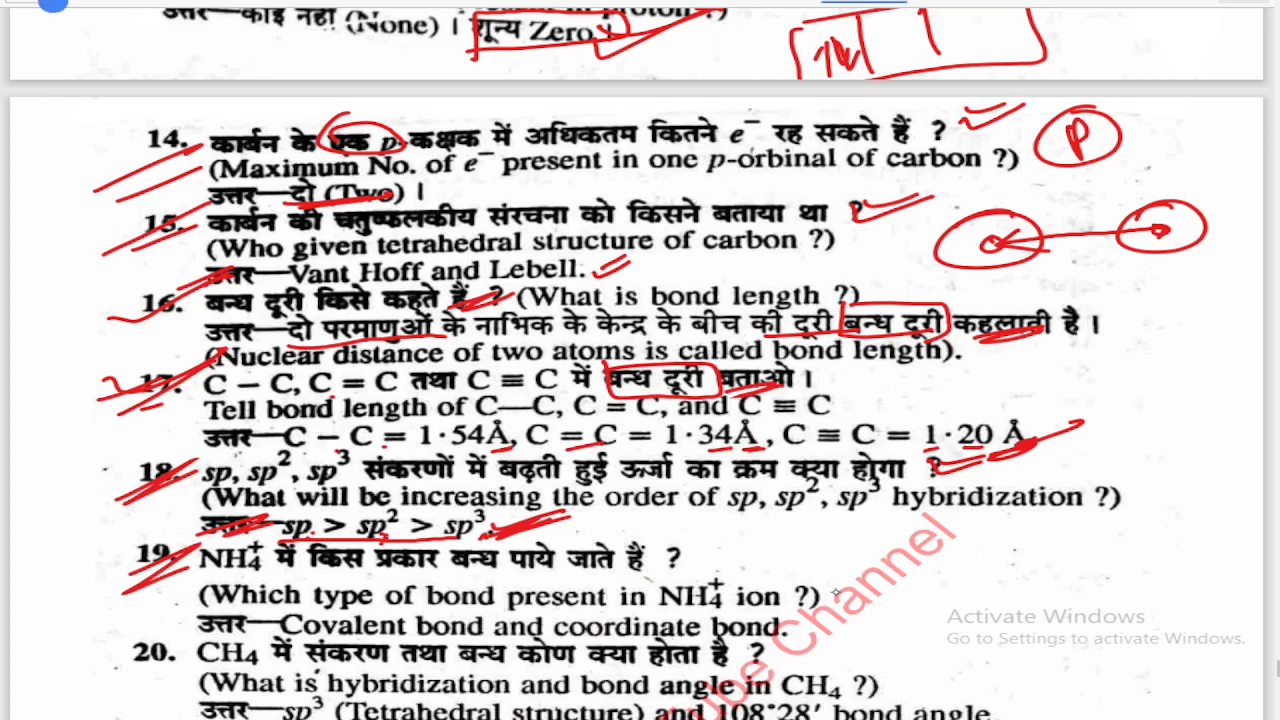 उत्तर—कोई नहीं (None) । शून्य Zero ।
14. कार्बन के एक p-कक्षक में अधिकतम कितने e⁻ रह सकते हैं ?
(Maximum No. of e⁻ present in one p-orbinal of carbon ?)
उत्तर—दो (Two) ।
15. कार्बन की चतुष्फलकीय संरचना को किसने बताया था ?
(Who given tetrahedral structure of carbon ?)
उत्तर—Vant Hoff and Lebell.
16. बन्ध दूरी किसे कहते हैं ? (What is bond length ?)
उत्तर—दो परमाणुओं के नाभिक के केन्द्र के बीच की दूरी बन्ध दूरी कहलाती है ।
(Nuclear distance of two atoms is called bond length).
17. C – C, C = C तथा C ≡ C में बन्ध दूरी बताओ ।
Tell bond length of C—C, C = C, and C ≡ C
उत्तर—C – C = 1·54Å, C = C = 1·34Å, C ≡ C = 1·20 Å
18. sp, sp², sp³ संकरणों में बढ़ती हुई ऊर्जा का क्रम क्या होगा ?
(What will be increasing the order of sp, sp², sp³ hybridization ?)
उत्तर—sp > sp² > sp³.
19. NH₄⁺ में किस प्रकार बन्ध पाये जाते हैं ?
(Which type of bond present in NH₄⁺ ion ?)
उत्तर—Covalent bond and coordinate bond.
20. CH₄ में संकरण तथा बन्ध कोण क्या होता है ?
(What is hybridization and bond angle in CH₄ ?)
उत्तर—sp³ (Tetrahedral structure) and 108°28′ bond angle.
P
Channel
Activate Windows
Go to Settings to activate Windows.